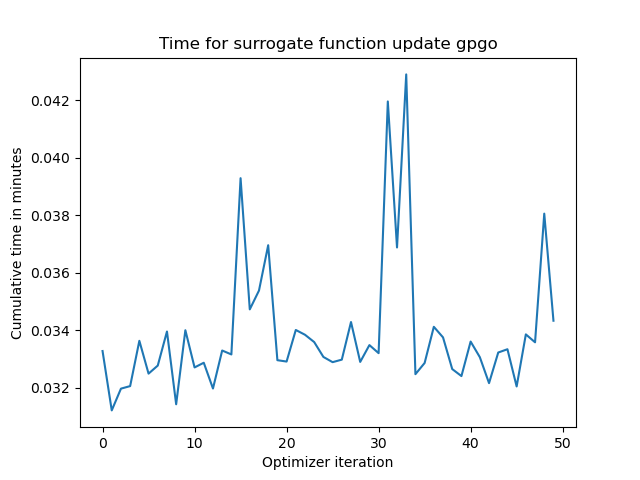 Time for surrogate function update gpgo
Cumulative time in minutes
0.042
0.040
0.038
0.036
0.034
0.032
0 10 20 30 40 50
Optimizer iteration